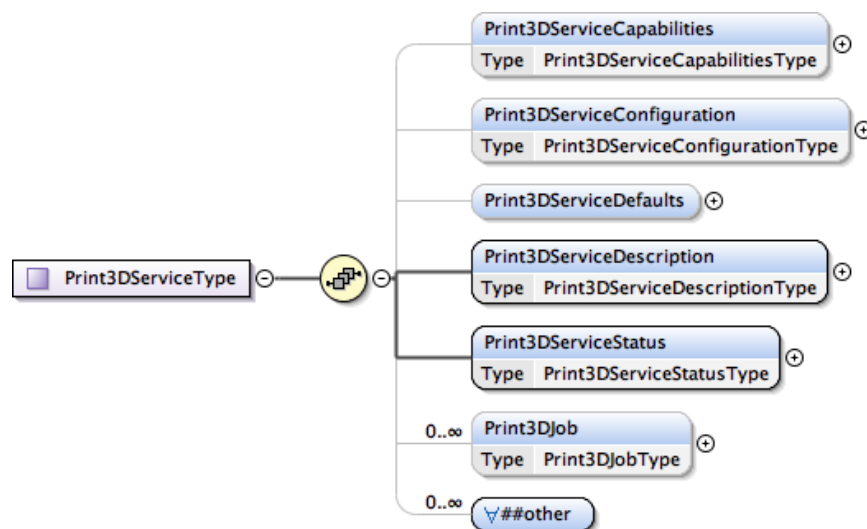 Print3DServiceCapabilities
Type Print3DServiceCapabilitiesType
Print3DServiceConfiguration
Type Print3DServiceConfigurationType
Print3DServiceDefaults
Print3DServiceType
Print3DServiceDescription
Type Print3DServiceDescriptionType
Print3DServiceStatus
Type Print3DServiceStatusType
0..∞ Print3DJob
Type Print3DJobType
0..∞ ∀##other